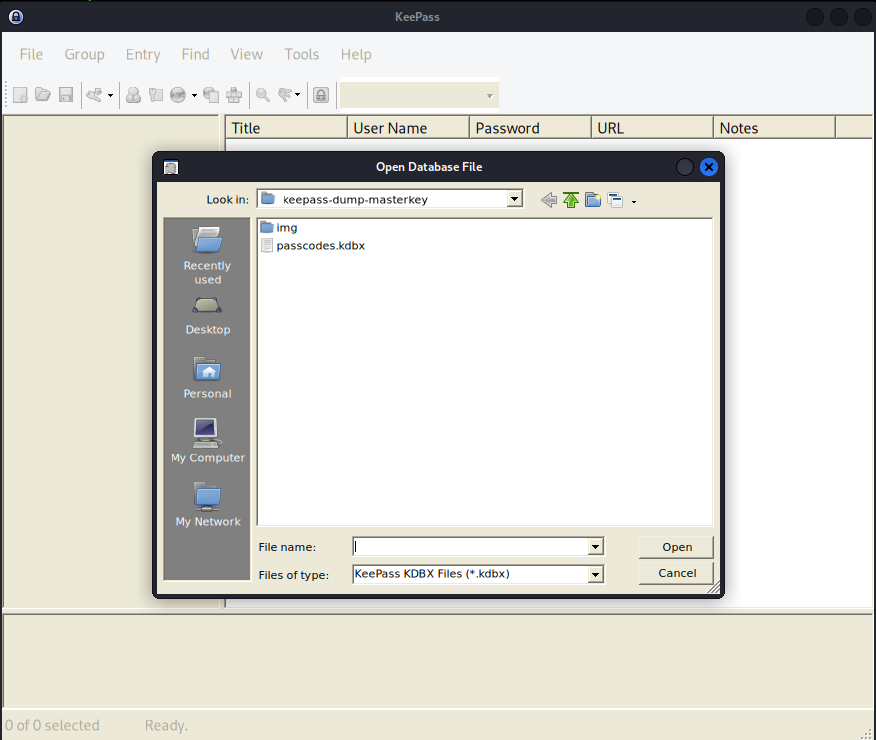 KeePass
File Group Entry Find View Tools Help
Title User Name Password URL Notes
Open Database File
Look in: keepass-dump-masterkey
img
passcodes.kdbx
Recently
used
Desktop
Personal
My Computer
My Network
File name: Open
Files of type: KeePass KDBX Files (*.kdbx) Cancel
0 of 0 selected Ready.